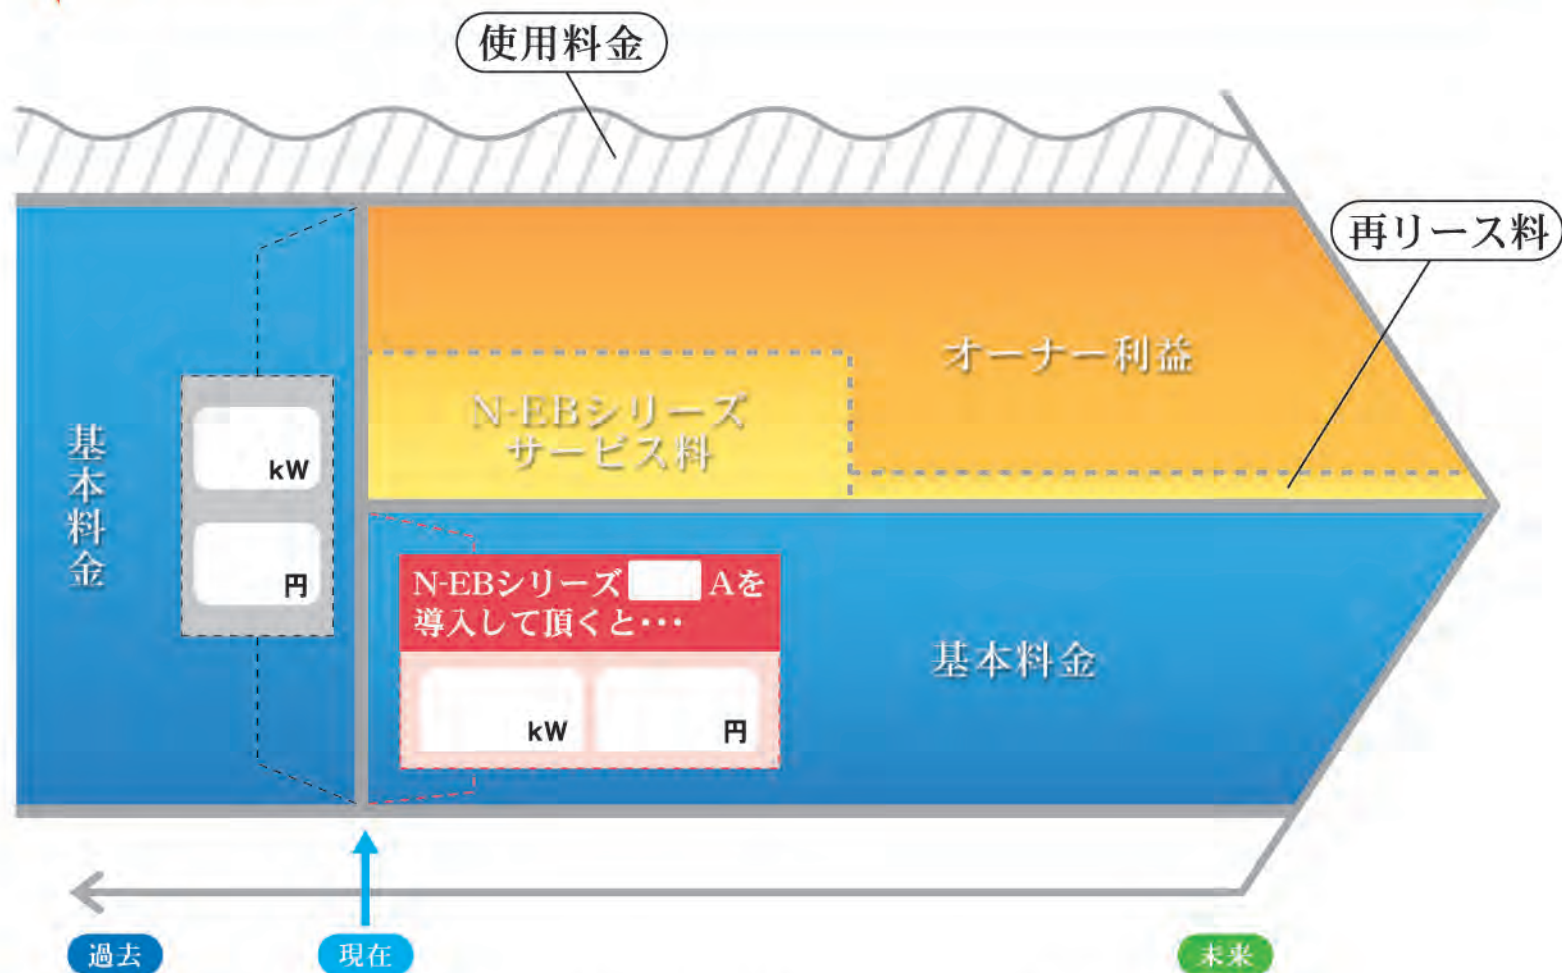 使用料金
再リース料
オーナー利益
N-EBシリーズ
サービス料
基本料金
kW
円
N-EBシリーズ Aを
導入して頂くと･･･
kW
円
基本料金
過去
現在
未来